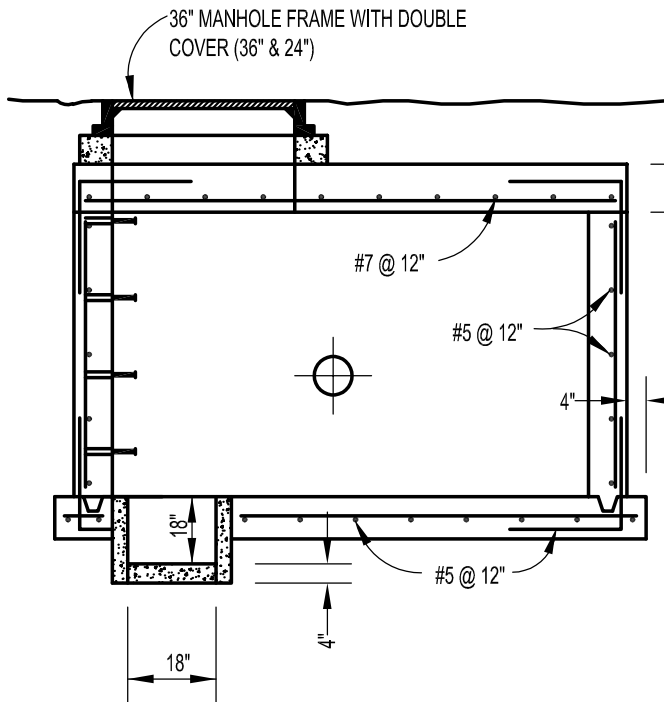 36" MANHOLE FRAME WITH DOUBLE
COVER (36" & 24")
#7 @ 12"
#5 @ 12"
4"
18"
#5 @ 12"
4"
18"